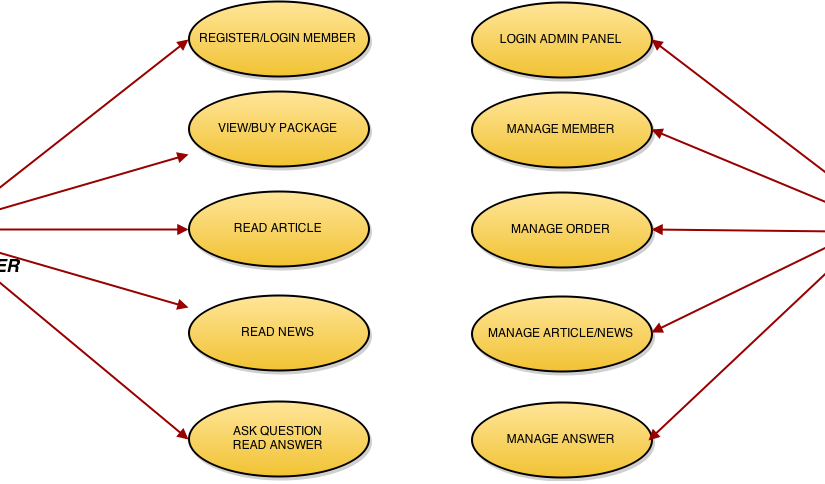 REGISTER/LOGIN MEMBER
VIEW/BUY PACKAGE
READ ARTICLE
ER
READ NEWS
ASK QUESTION
READ ANSWER
LOGIN ADMIN PANEL
MANAGE MEMBER
MANAGE ORDER
MANAGE ARTICLE/NEWS
MANAGE ANSWER